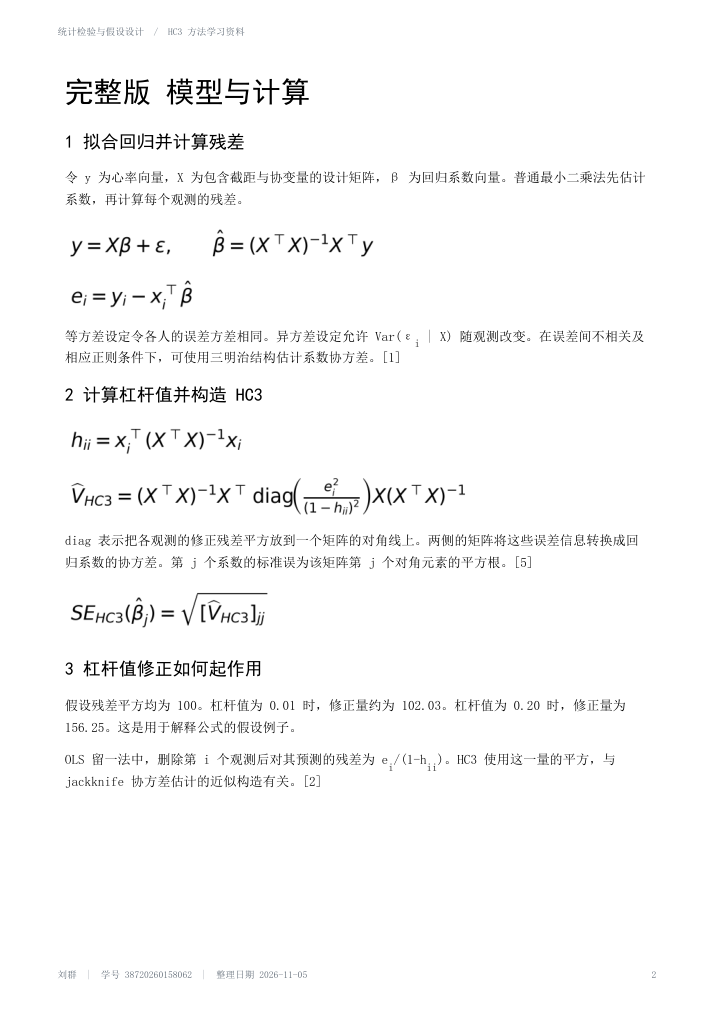 统计检验与假设设计 / HC3 方法学习资料
完整版 模型与计算
1 拟合回归并计算残差
令 y 为心率向量，X 为包含截距与协变量的设计矩阵，β 为回归系数向量。普通最小二乘法先估计
系数，再计算每个观测的残差。
y = Xβ + ε,  β̂ = (X⊤X)⁻¹X⊤y
eᵢ = yᵢ − xᵢ⊤β̂
等方差设定令各人的误差方差相同。异方差设定允许 Var(εᵢ | X) 随观测改变。在误差间不相关及
相应正则条件下，可使用三明治结构估计系数协方差。[1]
2 计算杠杆值并构造 HC3
hᵢᵢ = xᵢ⊤(X⊤X)⁻¹xᵢ
V̂_HC3 = (X⊤X)⁻¹X⊤ diag(eᵢ²/(1 − hᵢᵢ)²)X(X⊤X)⁻¹
diag 表示把各观测的修正残差平方放到一个矩阵的对角线上。两侧的矩阵将这些误差信息转换成回
归系数的协方差。第 j 个系数的标准误为该矩阵第 j 个对角元素的平方根。[5]
SE_HC3(β̂ⱼ) = √[V̂_HC3]ⱼⱼ
3 杠杆值修正如何起作用
假设残差平方均为 100。杠杆值为 0.01 时，修正量约为 102.03。杠杆值为 0.20 时，修正量为
156.25。这是用于解释公式的假设例子。
OLS 留一法中，删除第 i 个观测后对其预测的残差为 eᵢ/(1-hᵢᵢ)。HC3 使用这一量的平方，与
jackknife 协方差估计的近似构造有关。[2]
刘群 | 学号 38720260158062 | 整理日期 2026-11-05 2